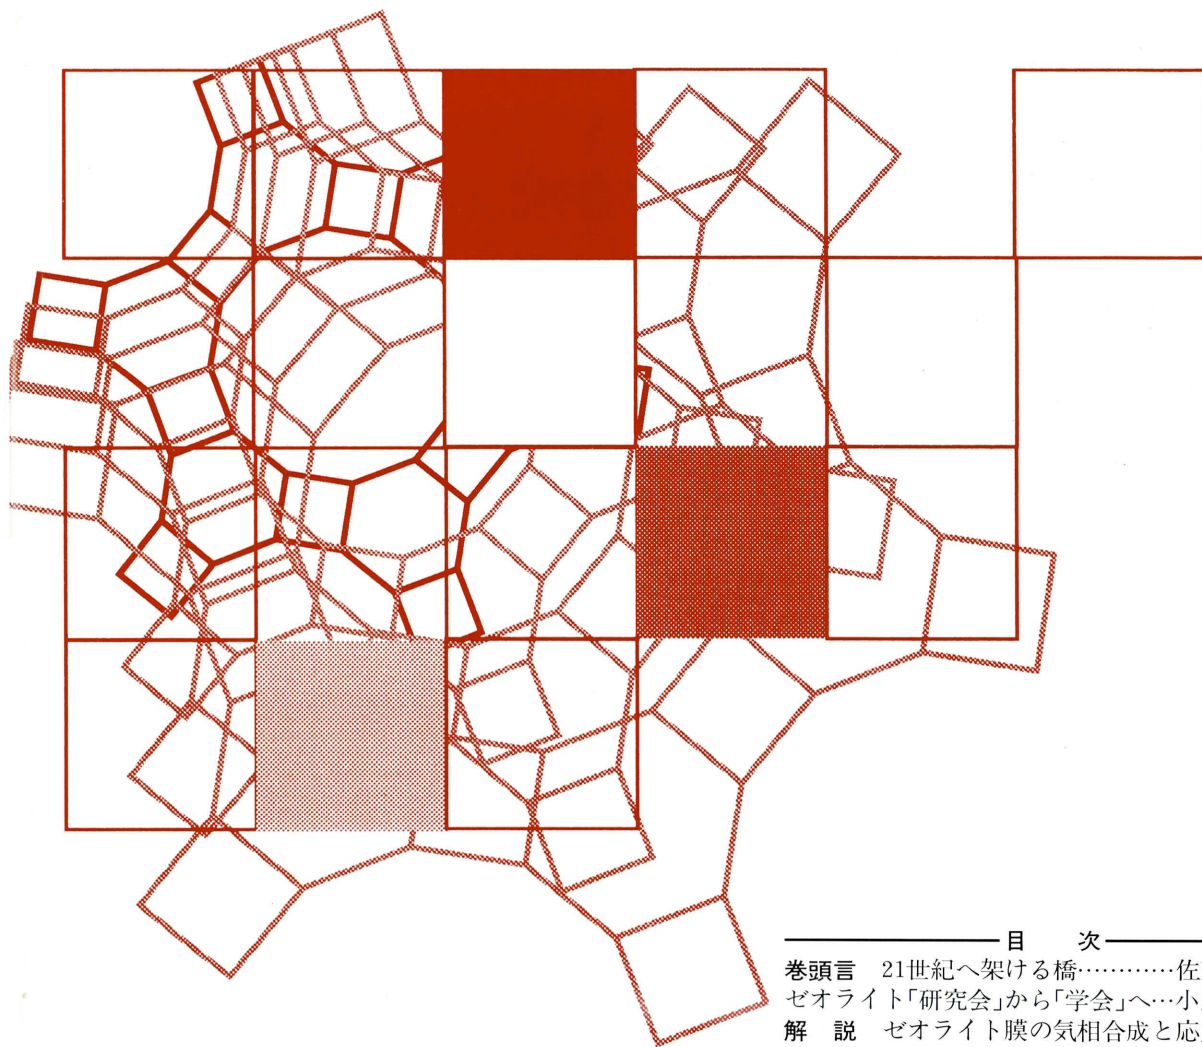 目　次
巻頭言　21世紀へ架ける橋…………佐
ゼオライト「研究会」から「学会」へ…小
解　説　ゼオライト膜の気相合成と応